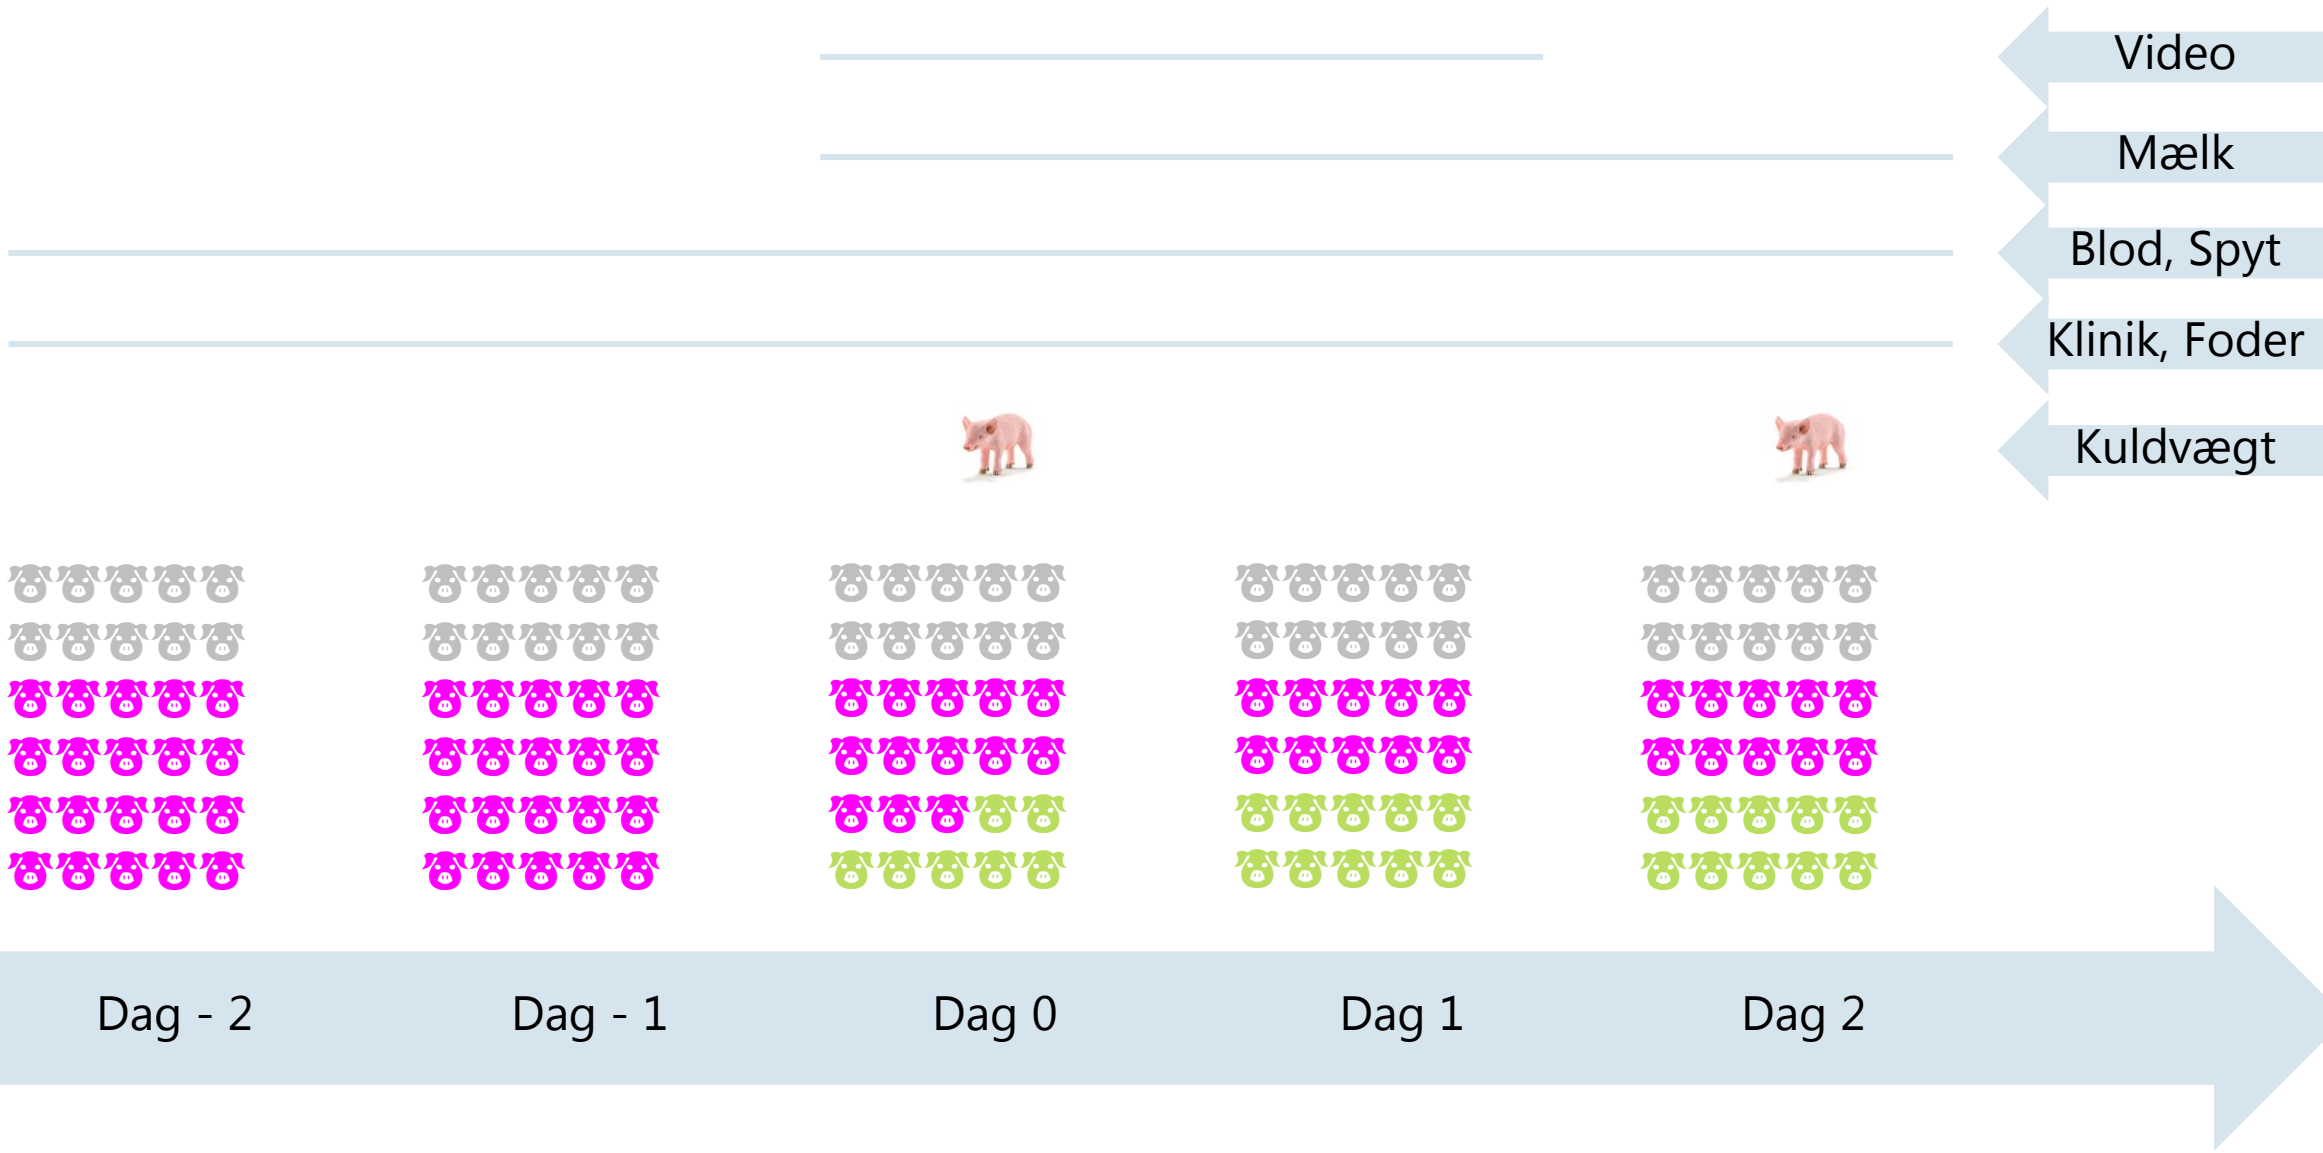 Video
Mælk
Blod, Spyt
Klinik, Foder
Kuldvægt
Dag - 2
Dag - 1
Dag 0
Dag 1
Dag 2